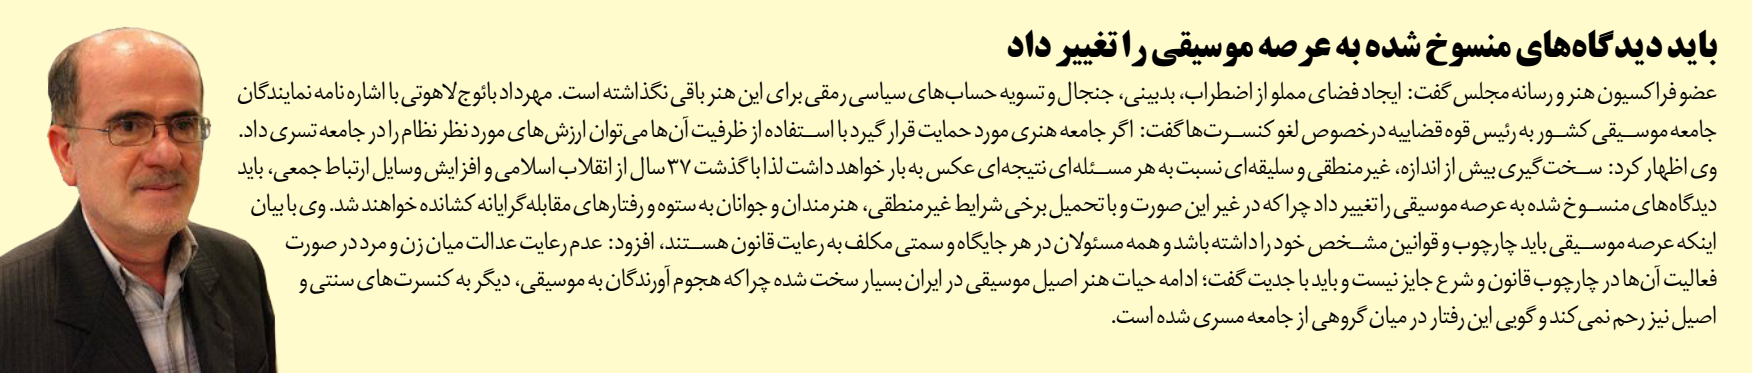 باید دیدگاه‌های منسوخ شده به عرصه موسیقی را تغییر داد
عضو فراکسیون هنر و رسانه مجلس گفت: ایجاد فضای مملو از اضطراب، بدبینی، جنجال و تسویه حساب‌های سیاسی رمقی برای این هنر باقی نگذاشته است. مهرداد بائوج لاهوتی با اشاره نامه نمایندگان
جامعه موسیقی کشور به رئیس قوه قضاییه درخصوص لغو کنسرت‌ها گفت: اگر جامعه هنری مورد حمایت قرار گیرد با استفاده از ظرفیت آن‌ها می‌توان ارزش‌های مورد نظر نظام را در جامعه تسری داد.
وی اظهار کرد: سخت‌گیری بیش از اندازه، غیر منطقی و سلیقه‌ای نسبت به هر مسئله‌ای نتیجه‌ای عکس به بار خواهد داشت لذا با گذشت ۳۷ سال از انقلاب اسلامی و افزایش وسایل ارتباط جمعی، باید
دیدگاه‌های منسوخ شده به عرصه موسیقی را تغییر داد چرا که در غیر این صورت و با تحمیل برخی شرایط غیر منطقی، هنرمندان و جوانان به ستوه و رفتارهای مقابله‌گرایانه کشانده خواهند شد. وی با بیان
اینکه عرصه موسیقی باید چارچوب و قوانین مشخص خود را داشته باشد و همه مسئولان در هر جایگاه و سمتی مکلف به رعایت قانون هستند، افزود: عدم رعایت عدالت میان زن و مرد در صورت
فعالیت آن‌ها در چارچوب قانون و شرع جایز نیست و باید با جدیت گفت؛ ادامه حیات هنر اصیل موسیقی در ایران بسیار سخت شده چراکه هجوم آورندگان به موسیقی، دیگر به کنسرت‌های سنتی و
اصیل نیز رحم نمی‌کند و گویی این رفتار در میان گروهی از جامعه مسری شده است.